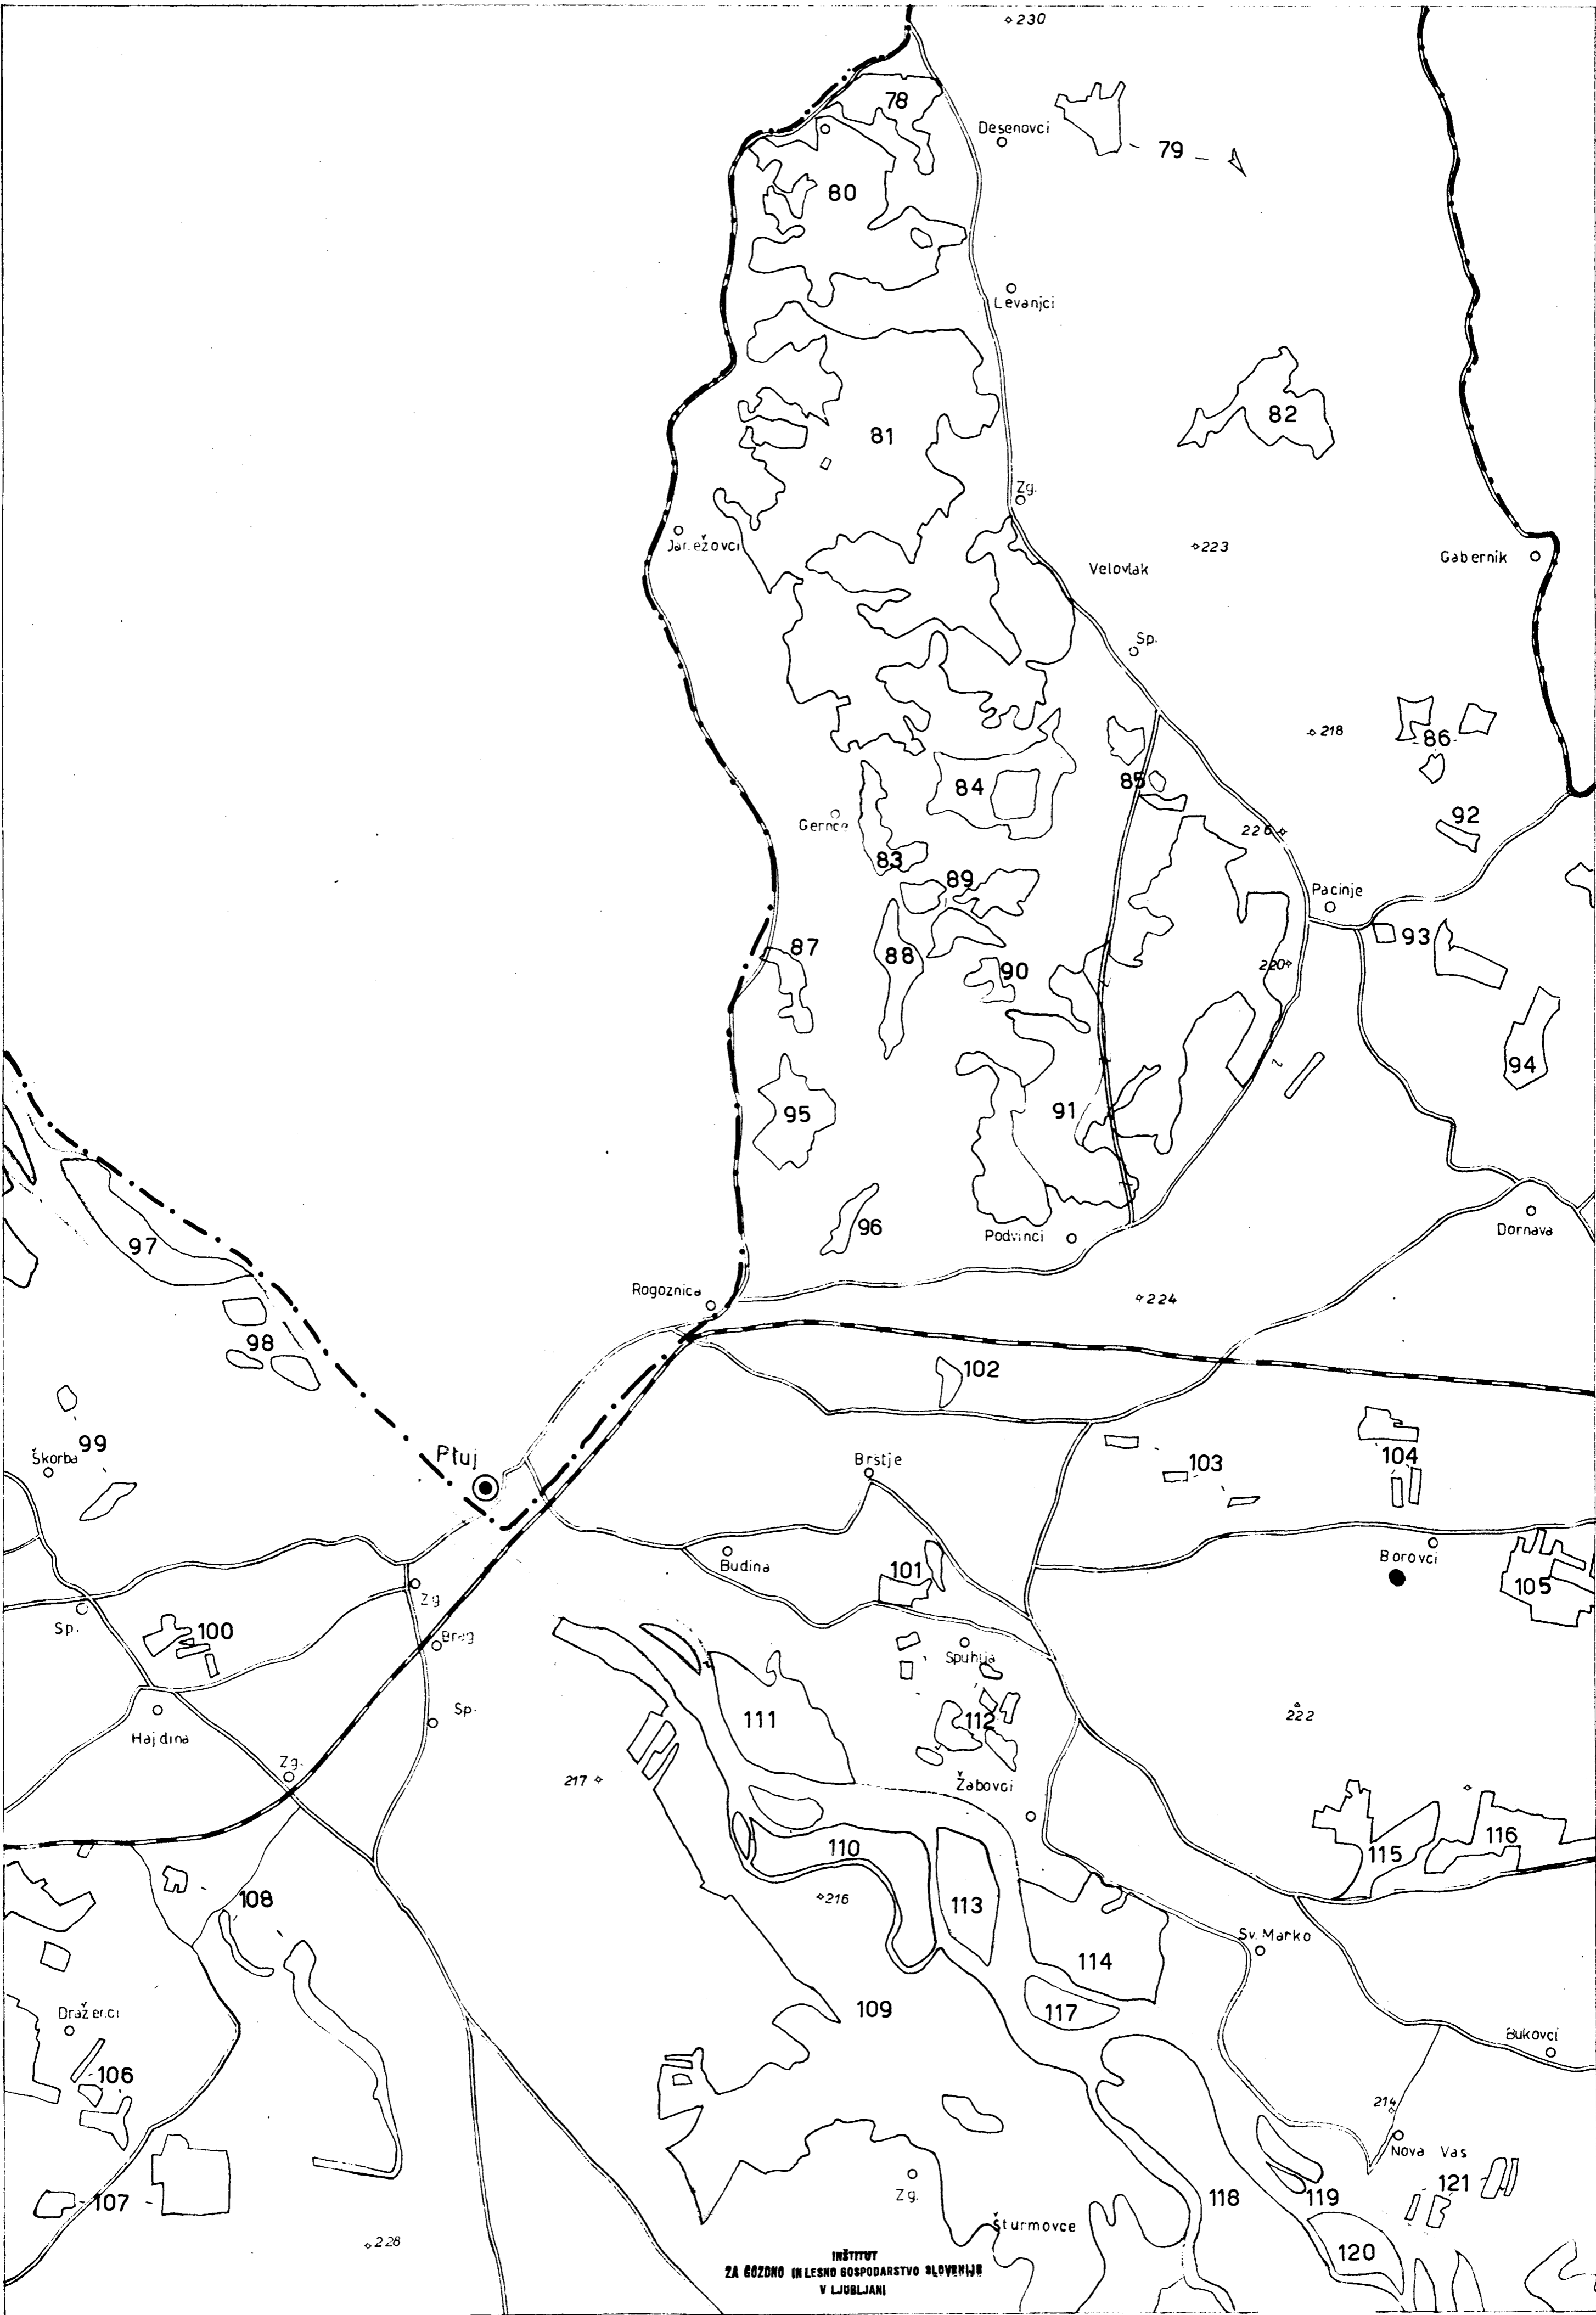 230
78
Desenovci
79
80
Levanjci
82
81
Zg.
Janežovci
223
Velovlak
Gabernik
Sp.
218
86
84
85
Gernce
92
226
83
89
Pacinje
87
88
93
90
220
94
95
91
96
Podvinci
Dornava
97
Rogoznica
224
98
102
99
Škorba
Ptuj
Brstje
103
104
Budina
101
Borovci
105
Zg
Sp.
100
Breg
Spuhlja
Sp.
111
112
222
Hajdina
Zg.
217
Žabovci
110
115
116
108
216
113
Sv. Marko
114
109
117
Draženci
Bukovci
106
214
Nova Vas
Zg.
118
119
121
107
Šturmovce
228
120
INŠTITUT
ZA GOZDNO IN LESNO GOSPODARSTVO SLOVENIJE
V LJUBLJANI